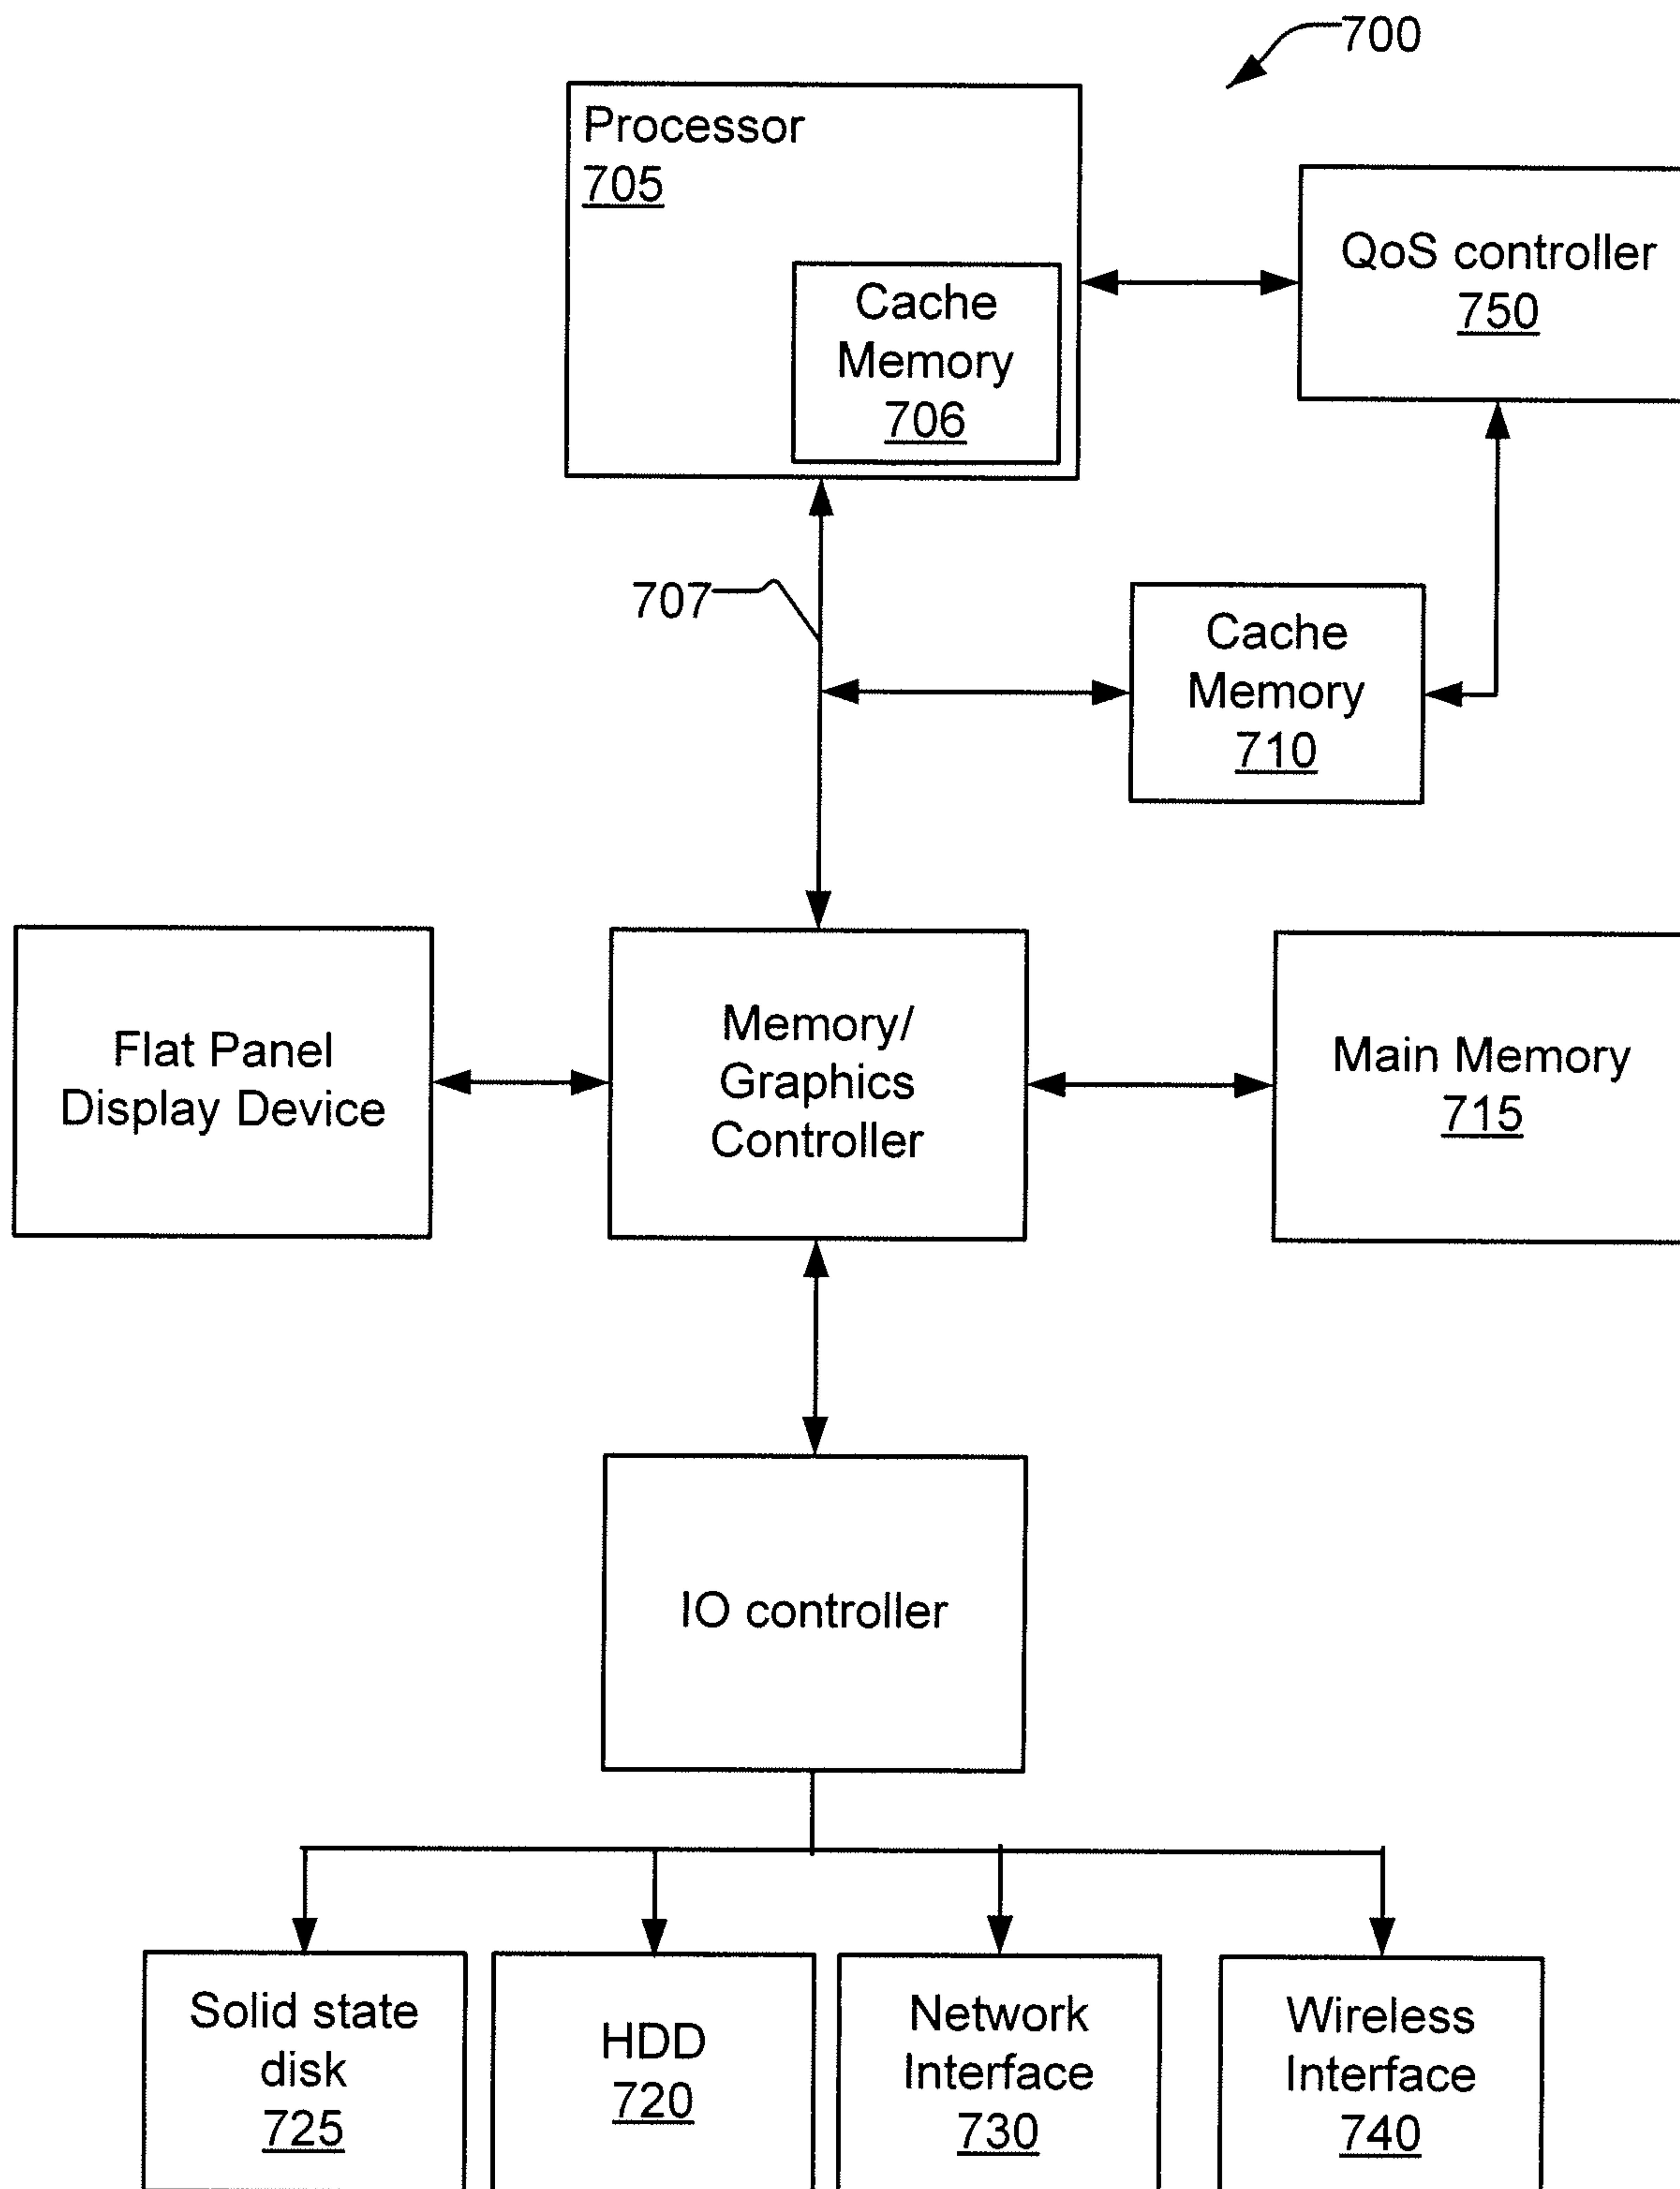 700
Processor
705
QoS controller
750
Cache
Memory
706
707
Cache
Memory
710
Flat Panel
Display Device
Memory/
Graphics
Controller
Main Memory
715
IO controller
Solid state
disk
725
HDD
720
Network
Interface
730
Wireless
Interface
740